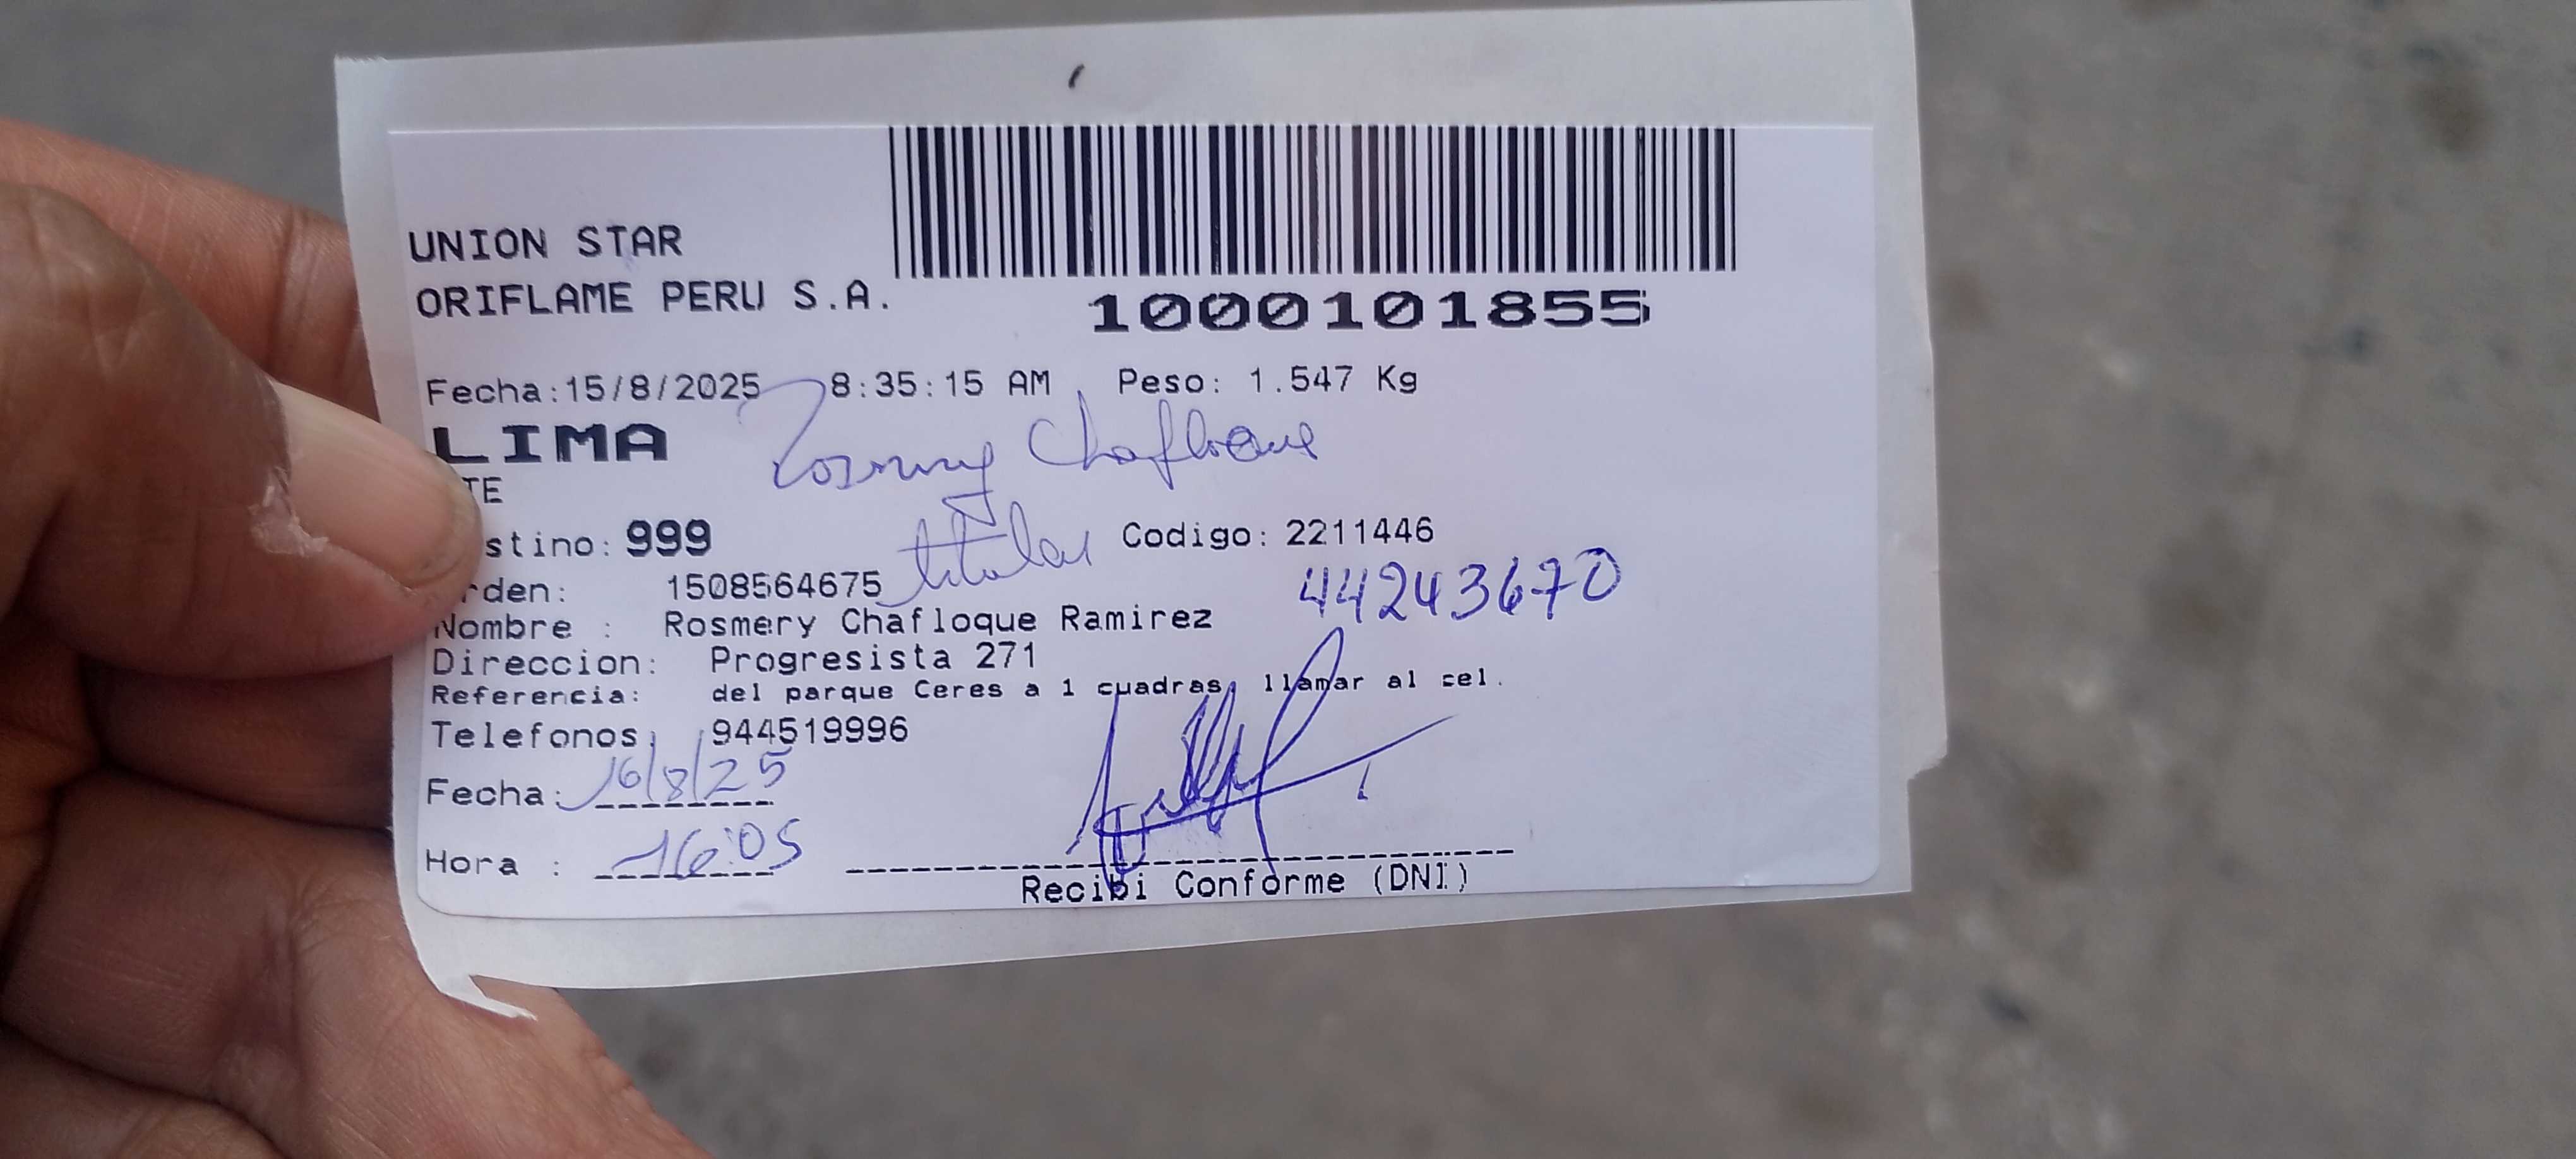 UNION STAR
ORIFLAME PERU S.A.
1000101855
Fecha:15/8/2025 8:35:15 AM Peso: 1.547 Kg
LIMA
Rosmery Chafloque
TE
titular
stino: 999 Codigo: 2211446
rden: 1508564675
44243670
Nombre : Rosmery Chafloque Ramirez
Direccion: Progresista 271
Referencia: del parque Ceres a 1 cuadras, llamar al cel.
Telefonos: 944519996
Fecha: 16/8/25
Hora : 16:05
Recibi Conforme (DNI)